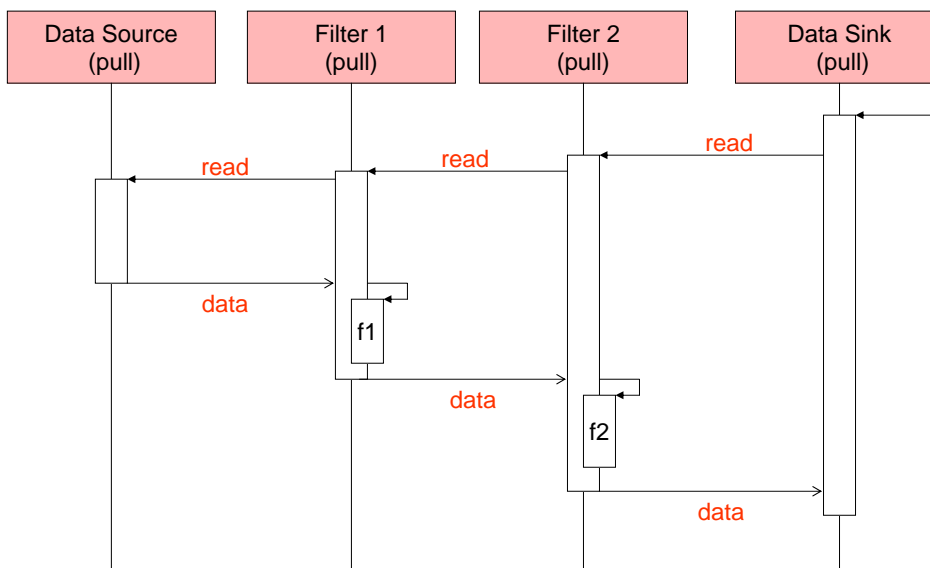 Data Source
(pull)
Filter 1
(pull)
Filter 2
(pull)
Data Sink
(pull)
read
read
read
data
f1
data
f2
data